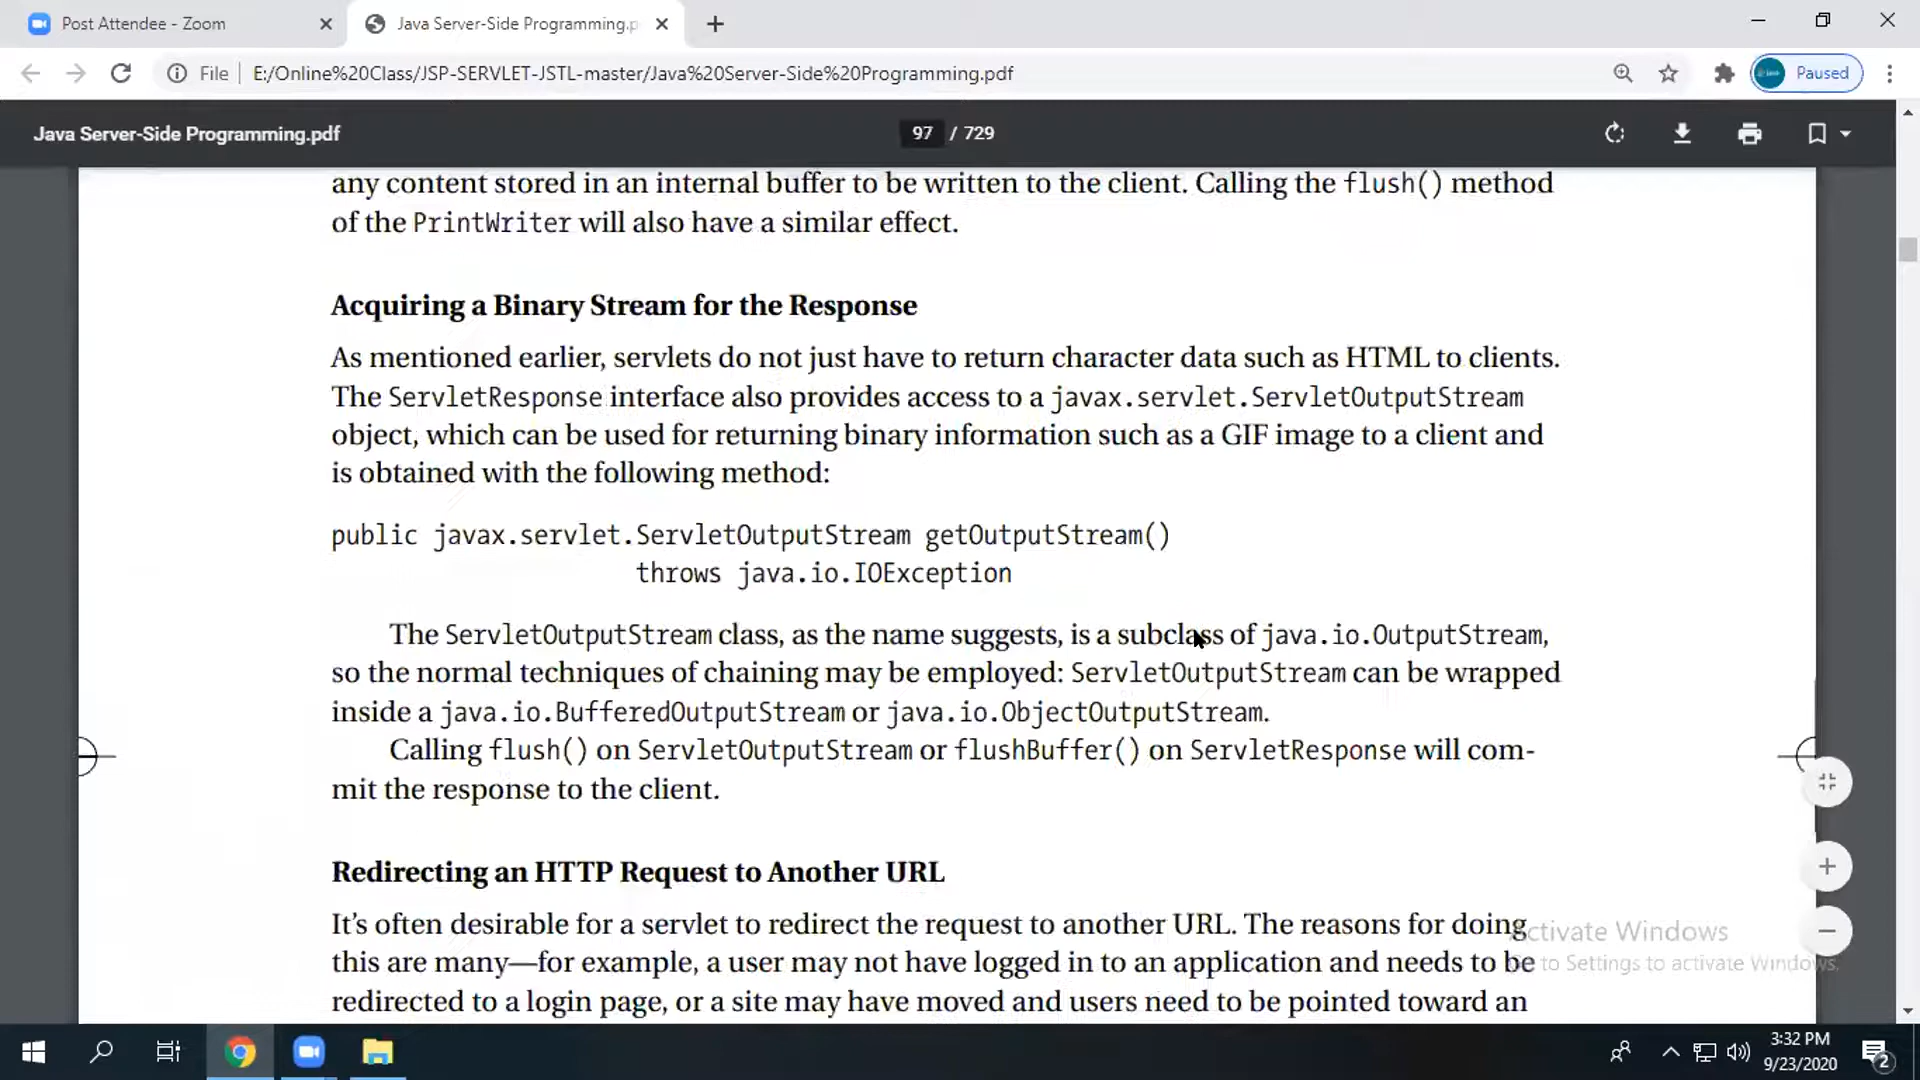 Post Attendee - Zoom
Java Server-Side Programming.p
File
E:/Online%20Class/JSP-SERVLET-JSTL-master/Java%20Server-Side%20Programming.pdf
Paused
Java Server-Side Programming.pdf
97 / 729
any content stored in an internal buffer to be written to the client. Calling the flush() method
of the PrintWriter will also have a similar effect.
Acquiring a Binary Stream for the Response
As mentioned earlier, servlets do not just have to return character data such as HTML to clients.
The ServletResponse interface also provides access to a javax.servlet.ServletOutputStream
object, which can be used for returning binary information such as a GIF image to a client and
is obtained with the following method:
public javax.servlet.ServletOutputStream getOutputStream()
throws java.io.IOException
The ServletOutputStream class, as the name suggests, is a subclass of java.io.OutputStream,
so the normal techniques of chaining may be employed: ServletOutputStream can be wrapped
inside a java.io.BufferedOutputStream or java.io.ObjectOutputStream.
Calling flush() on ServletOutputStream or flushBuffer() on ServletResponse will com-
mit the response to the client.
Redirecting an HTTP Request to Another URL
It’s often desirable for a servlet to redirect the request to another URL. The reasons for doing
this are many—for example, a user may not have logged in to an application and needs to be
redirected to a login page, or a site may have moved and users need to be pointed toward an
Activate Windows
Go to Settings to activate Windows.
3:32 PM
9/23/2020
2